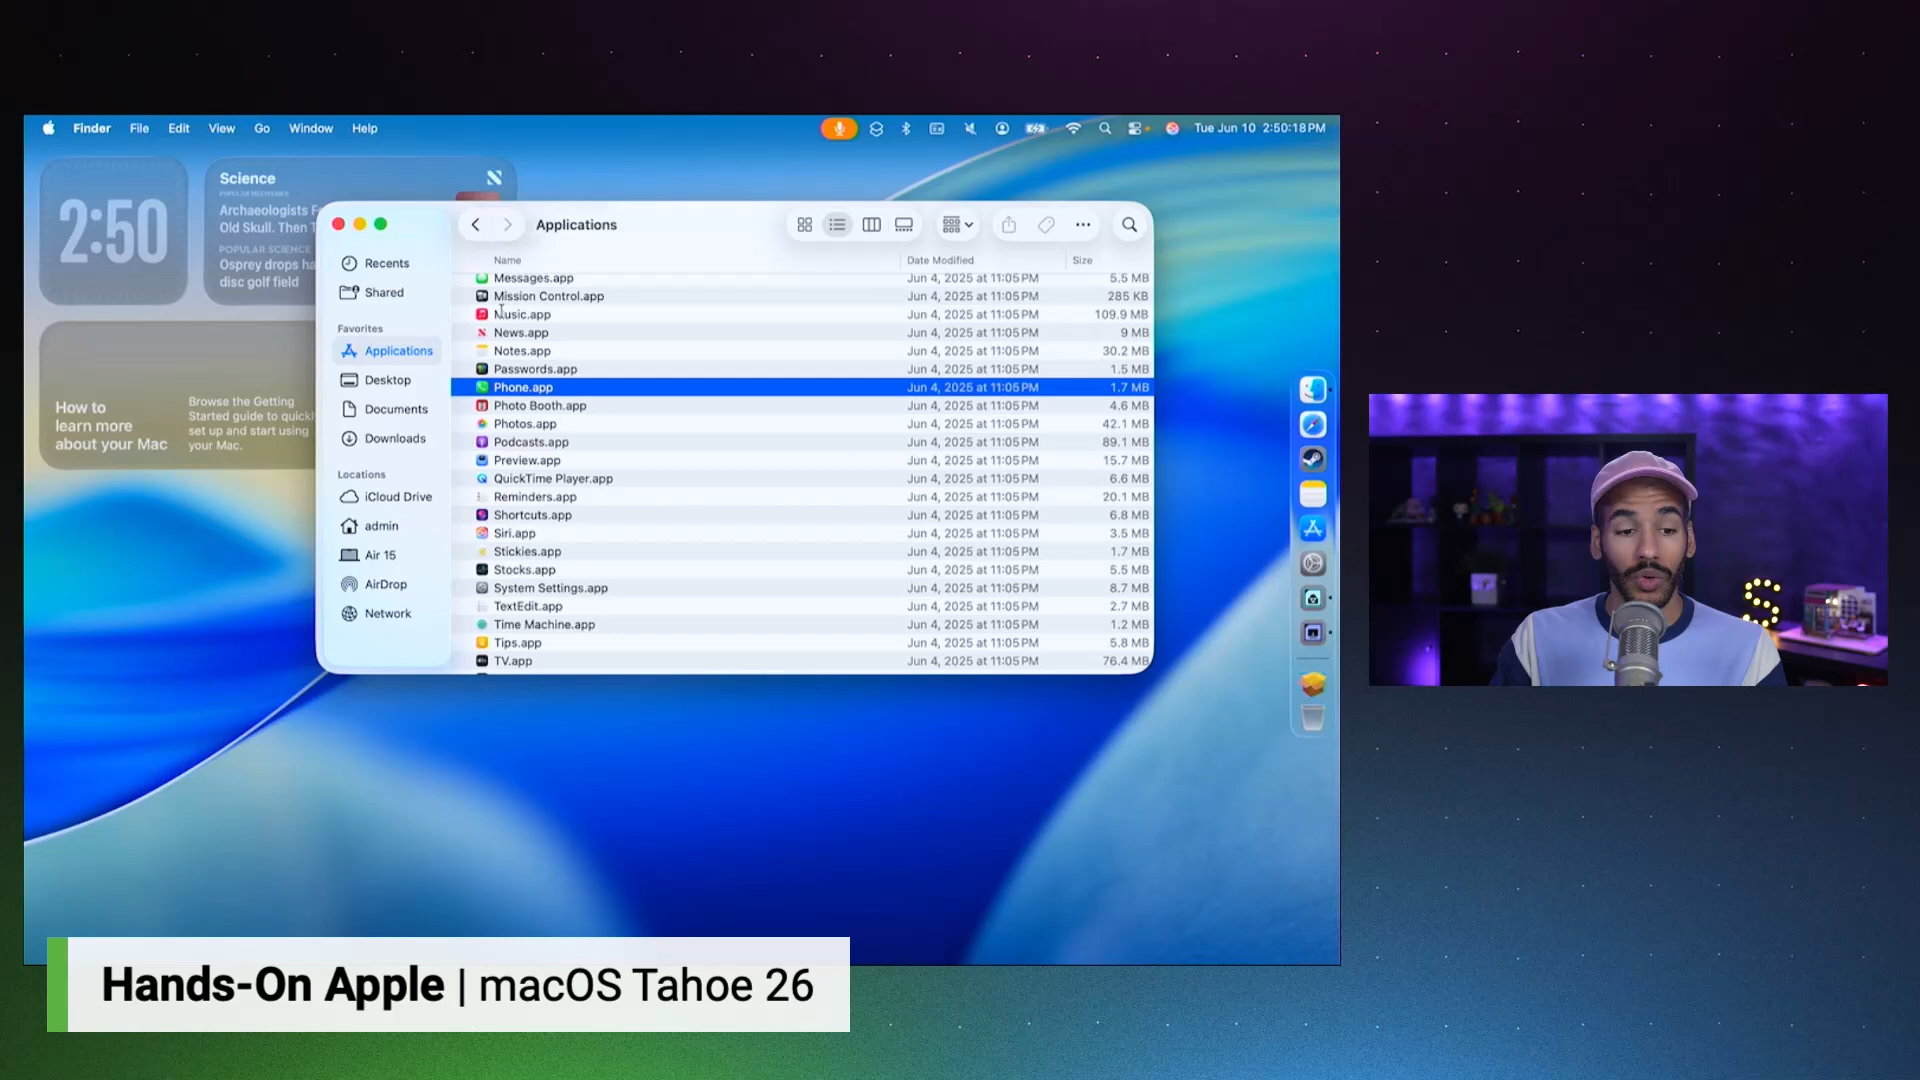 Finder File Edit View Go Window Help
Tue Jun 10 2:50:18 PM
2:50
Science
POPULAR MECHANICS
Archaeologists F
Old Skull. Then T
POPULAR SCIENCE
Osprey drops ha
disc golf field
How to
learn more
about your Mac
Browse the Getting
Started guide to quickl
set up and start using
your Mac.
Recents
Shared
Favorites
Applications
Desktop
Documents
Downloads
Locations
iCloud Drive
admin
Air 15
AirDrop
Network
Applications
Name Date Modified Size
Messages.app Jun 4, 2025 at 11:05 PM 5.5 MB
Mission Control.app Jun 4, 2025 at 11:05 PM 285 KB
Music.app Jun 4, 2025 at 11:05 PM 109.9 MB
News.app Jun 4, 2025 at 11:05 PM 9 MB
Notes.app Jun 4, 2025 at 11:05 PM 30.2 MB
Passwords.app Jun 4, 2025 at 11:05 PM 1.5 MB
Phone.app Jun 4, 2025 at 11:05 PM 1.7 MB
Photo Booth.app Jun 4, 2025 at 11:05 PM 4.6 MB
Photos.app Jun 4, 2025 at 11:05 PM 42.1 MB
Podcasts.app Jun 4, 2025 at 11:05 PM 89.1 MB
Preview.app Jun 4, 2025 at 11:05 PM 15.7 MB
QuickTime Player.app Jun 4, 2025 at 11:05 PM 6.6 MB
Reminders.app Jun 4, 2025 at 11:05 PM 20.1 MB
Shortcuts.app Jun 4, 2025 at 11:05 PM 6.8 MB
Siri.app Jun 4, 2025 at 11:05 PM 3.5 MB
Stickies.app Jun 4, 2025 at 11:05 PM 1.7 MB
Stocks.app Jun 4, 2025 at 11:05 PM 5.5 MB
System Settings.app Jun 4, 2025 at 11:05 PM 8.7 MB
TextEdit.app Jun 4, 2025 at 11:05 PM 2.7 MB
Time Machine.app Jun 4, 2025 at 11:05 PM 1.2 MB
Tips.app Jun 4, 2025 at 11:05 PM 5.8 MB
TV.app Jun 4, 2025 at 11:05 PM 76.4 MB
S
Hands-On Apple | macOS Tahoe 26